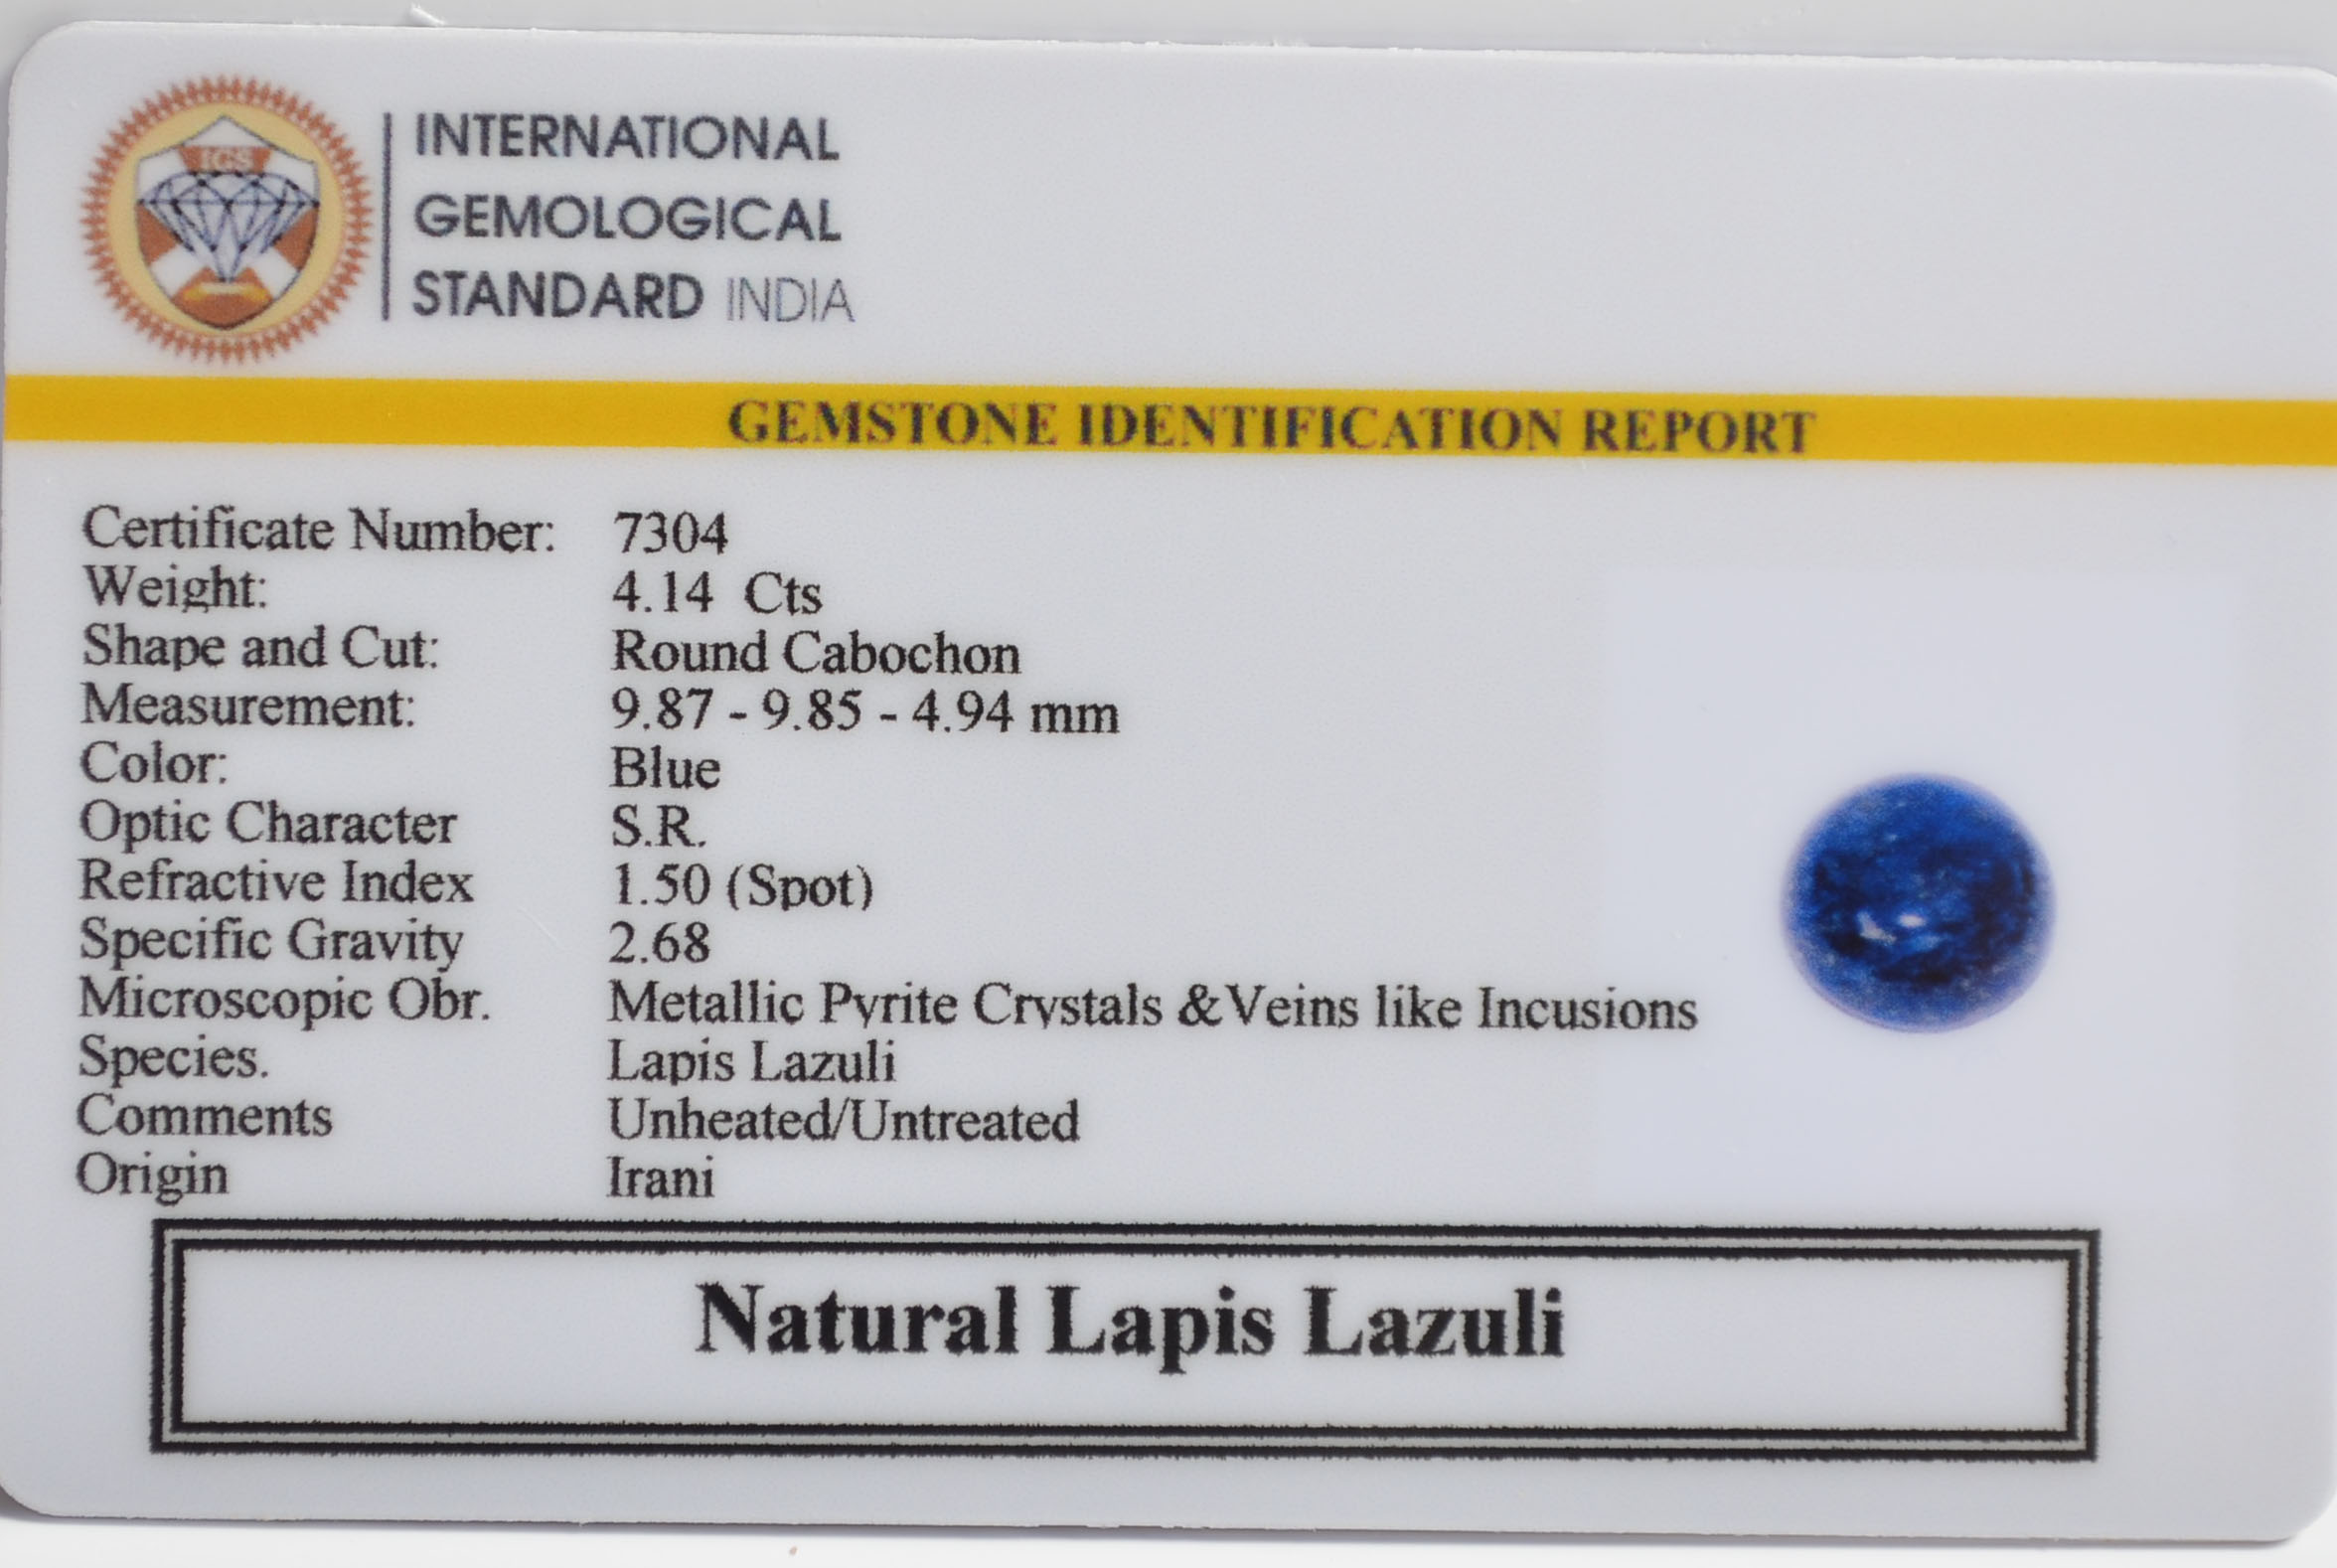 IGS
INTERNATIONAL
GEMOLOGICAL
STANDARD INDIA
GEMSTONE IDENTIFICATION REPORT
Certificate Number: 7304
Weight: 4.14 Cts
Shape and Cut: Round Cabochon
Measurement: 9.87 - 9.85 - 4.94 mm
Color: Blue
Optic Character S.R.
Refractive Index 1.50 (Spot)
Specific Gravity 2.68
Microscopic Obr. Metallic Pyrite Crystals &Veins like Incusions
Species. Lapis Lazuli
Comments Unheated/Untreated
Origin Irani
Natural Lapis Lazuli